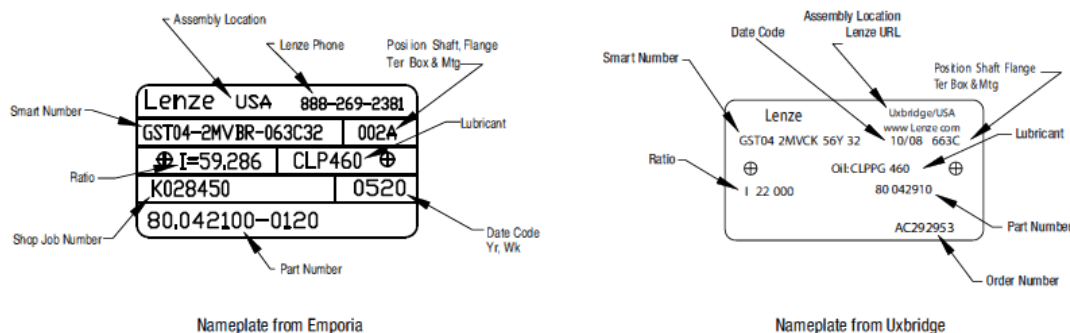 Assembly Location
Lenze Phone
Posiion Shaft, Flange
Ter Box & Mtg
Smart Number
Lenze USA 888-269-2381
GST04-2MVBR-063C32 002A
Lubricant
I=59,286 CLP460
Ratio
K028450 0520
80,042100-0120
Shop Job Number
Date Code
Yr, Wk
Part Number
Nameplate from Emporia
Assembly Location
Lenze URL
Date Code
Smart Number
Position Shaft Flange
Ter Box & Mtg
Lenze
Uxbridge/USA
www Lenze com
GST04 2MVCK 56Y 32 10/08 663C
Lubricant
Ratio
Oil:CLPPG 460
I 22 000
80 042910
Part Number
AC292953
Order Number
Nameplate from Uxbridge